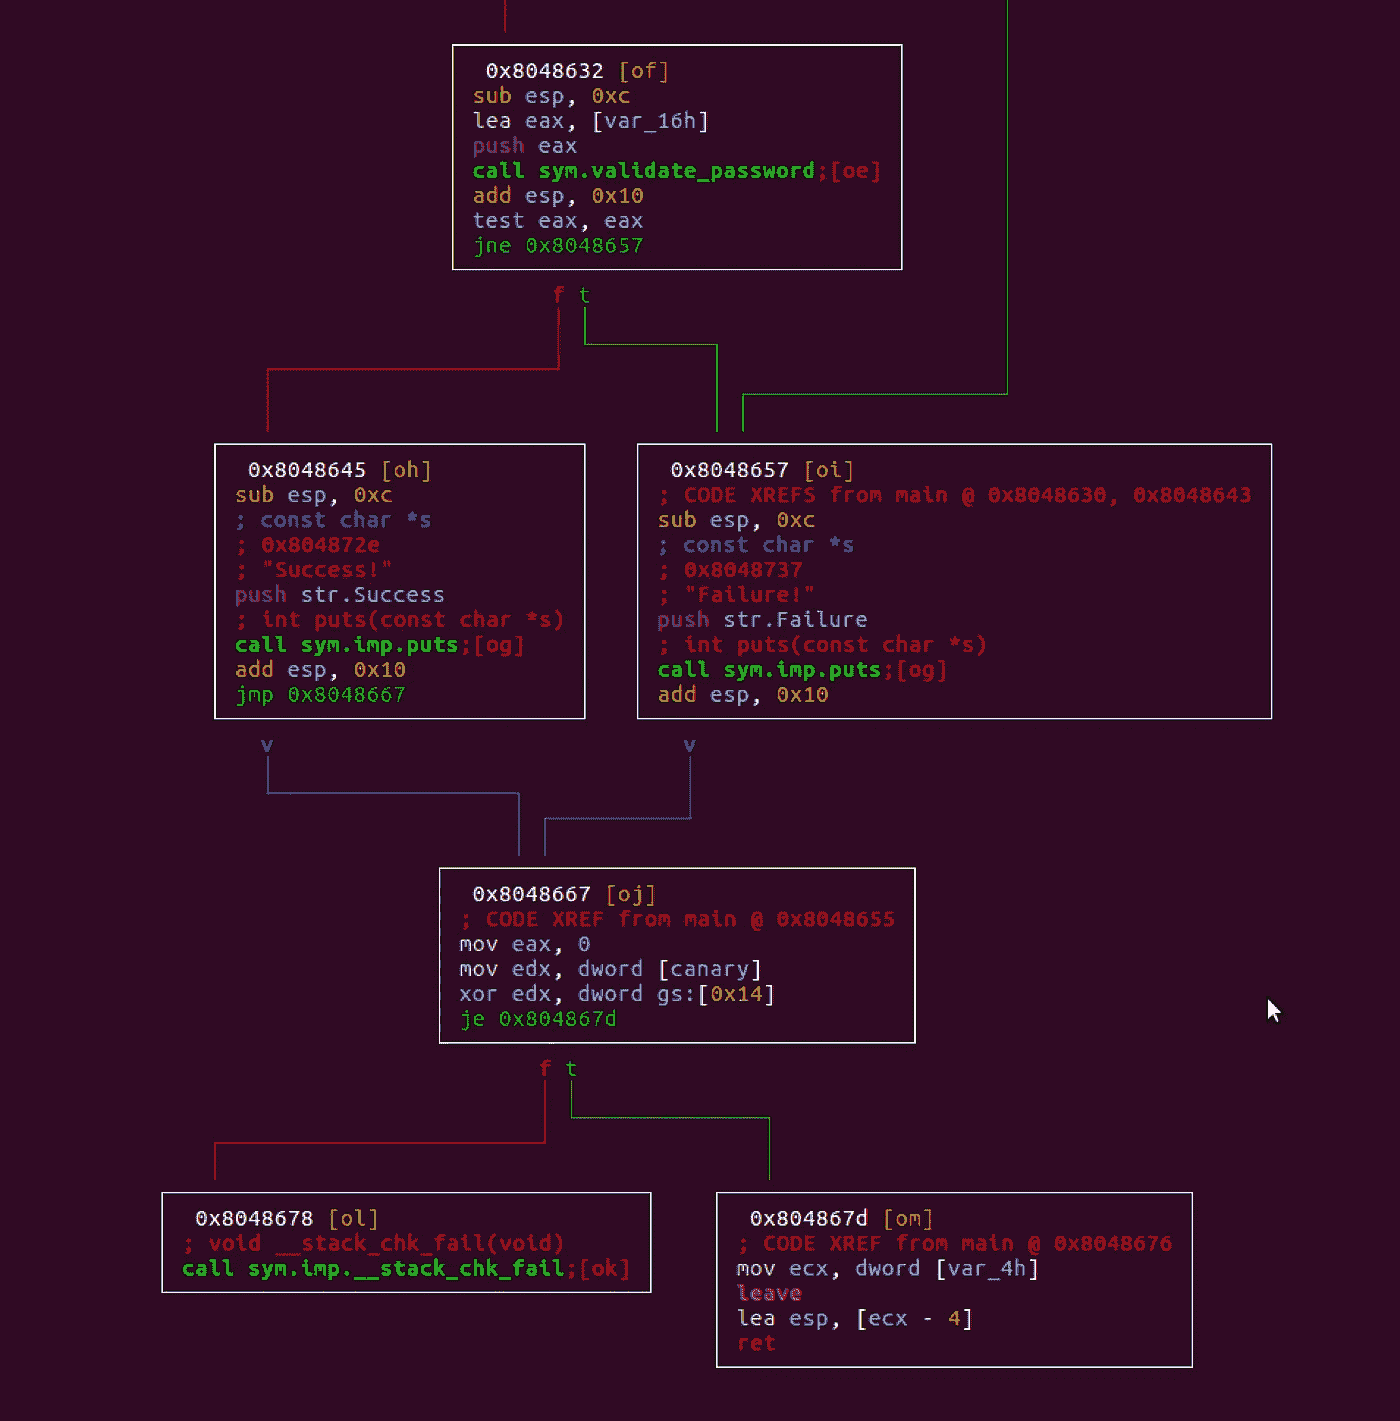 0x8048632 [of]
sub esp, 0xc
lea eax, [var_16h]
push eax
call sym.validate_password;[oe]
add esp, 0x10
test eax, eax
jne 0x8048657
f t
0x8048645 [oh]
sub esp, 0xc
; const char *s
; 0x804872e
; "Success!"
push str.Success
; int puts(const char *s)
call sym.imp.puts;[og]
add esp, 0x10
jmp 0x8048667
v
0x8048657 [oi]
; CODE XREFS from main @ 0x8048630, 0x8048643
sub esp, 0xc
; const char *s
; 0x8048737
; "Failure!"
push str.Failure
; int puts(const char *s)
call sym.imp.puts;[og]
add esp, 0x10
v
0x8048667 [oj]
; CODE XREF from main @ 0x8048655
mov eax, 0
mov edx, dword [canary]
xor edx, dword gs:[0x14]
je 0x804867d
f t
0x8048678 [ol]
; void __stack_chk_fail(void)
call sym.imp.__stack_chk_fail;[ok]
0x804867d [om]
; CODE XREF from main @ 0x8048676
mov ecx, dword [var_4h]
leave
lea esp, [ecx - 4]
ret